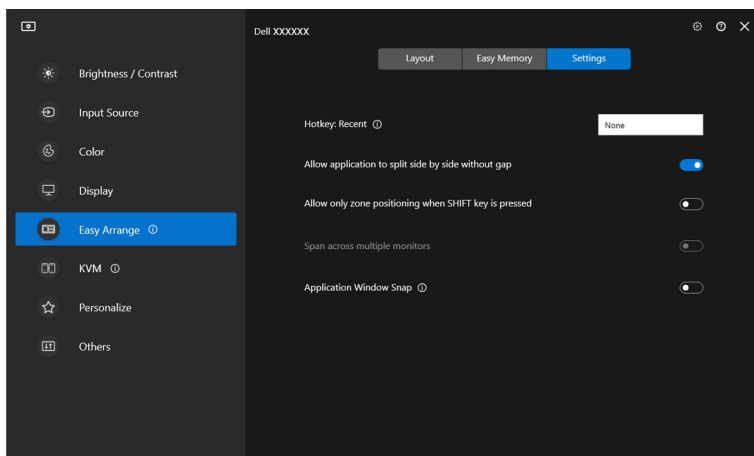 Dell XXXXXX
Layout
Easy Memory
Settings
Brightness / Contrast
Input Source
Color
Display
Easy Arrange
KVM
Personalize
Others
Hotkey: Recent
None
Allow application to split side by side without gap
Allow only zone positioning when SHIFT key is pressed
Span across multiple monitors
Application Window Snap